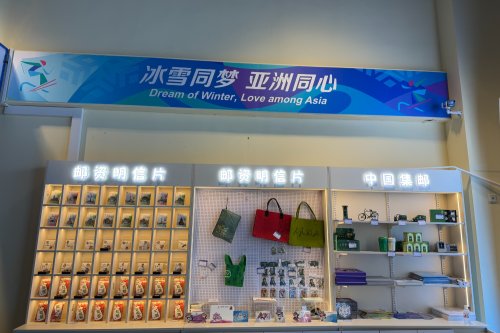 冰雪同梦 亚洲同心
Dream of Winter, Love among Asia
邮资明信片
邮资明信片
中国集邮